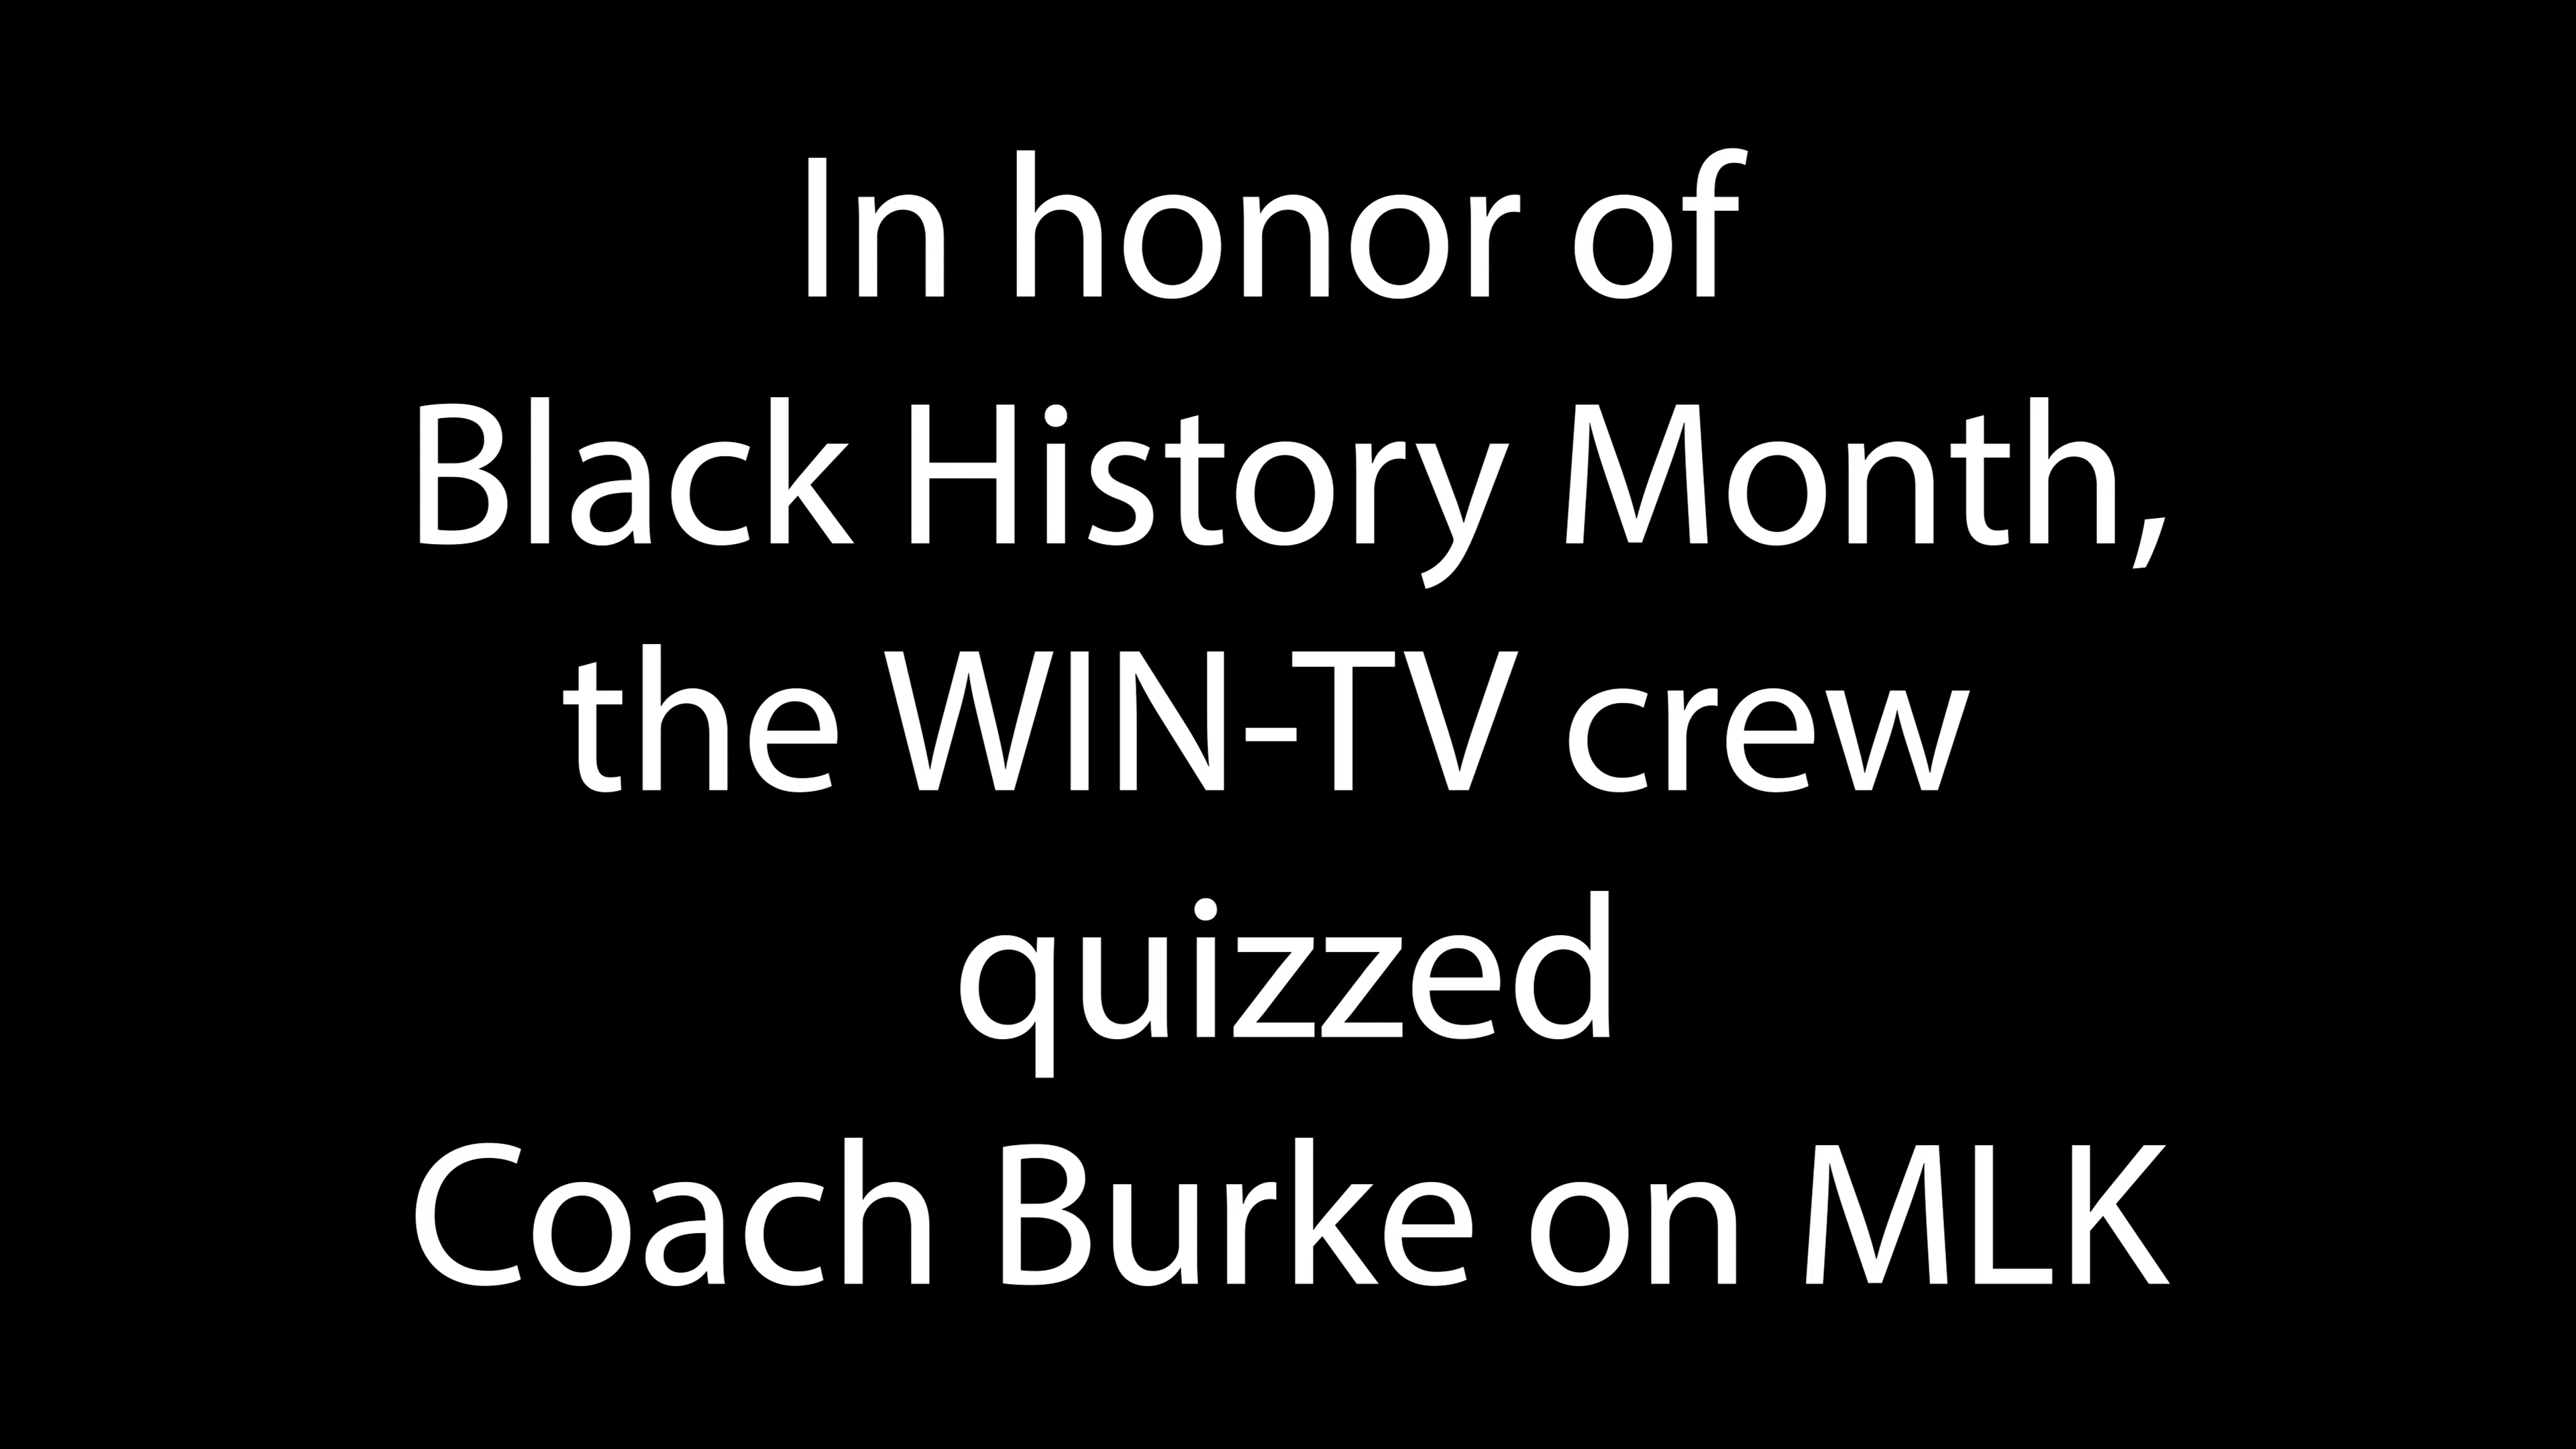 In honor of
Black History Month,
the WIN-TV crew
quizzed
Coach Burke on MLK